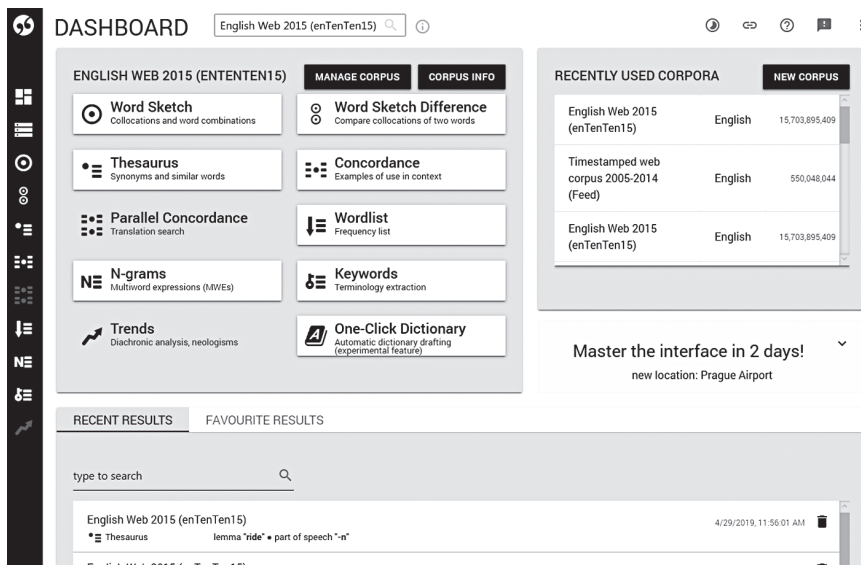 DASHBOARD
English Web 2015 (enTenTen15)
ENGLISH WEB 2015 (ENTENTEN15)
MANAGE CORPUS
CORPUS INFO
Word Sketch
Collocations and word combinations
Word Sketch Difference
Compare collocations of two words
Thesaurus
Synonyms and similar words
Concordance
Examples of use in context
Parallel Concordance
Translation search
Wordlist
Frequency list
N-grams
Multiword expressions (MWEs)
Keywords
Terminology extraction
Trends
Diachronic analysis, neologisms
One-Click Dictionary
Automatic dictionary drafting
(experimental feature)
RECENTLY USED CORPORA
NEW CORPUS
English Web 2015
(enTenTen15)
English
15,703,895,409
Timestamped web
corpus 2005-2014
(Feed)
English
550,048,044
English Web 2015
(enTenTen15)
English
15,703,895,409
Master the interface in 2 days!
new location: Prague Airport
RECENT RESULTS
FAVOURITE RESULTS
type to search
English Web 2015 (enTenTen15)
4/29/2019, 11:56:01 AM
Thesaurus
lemma "ride" • part of speech "-n"